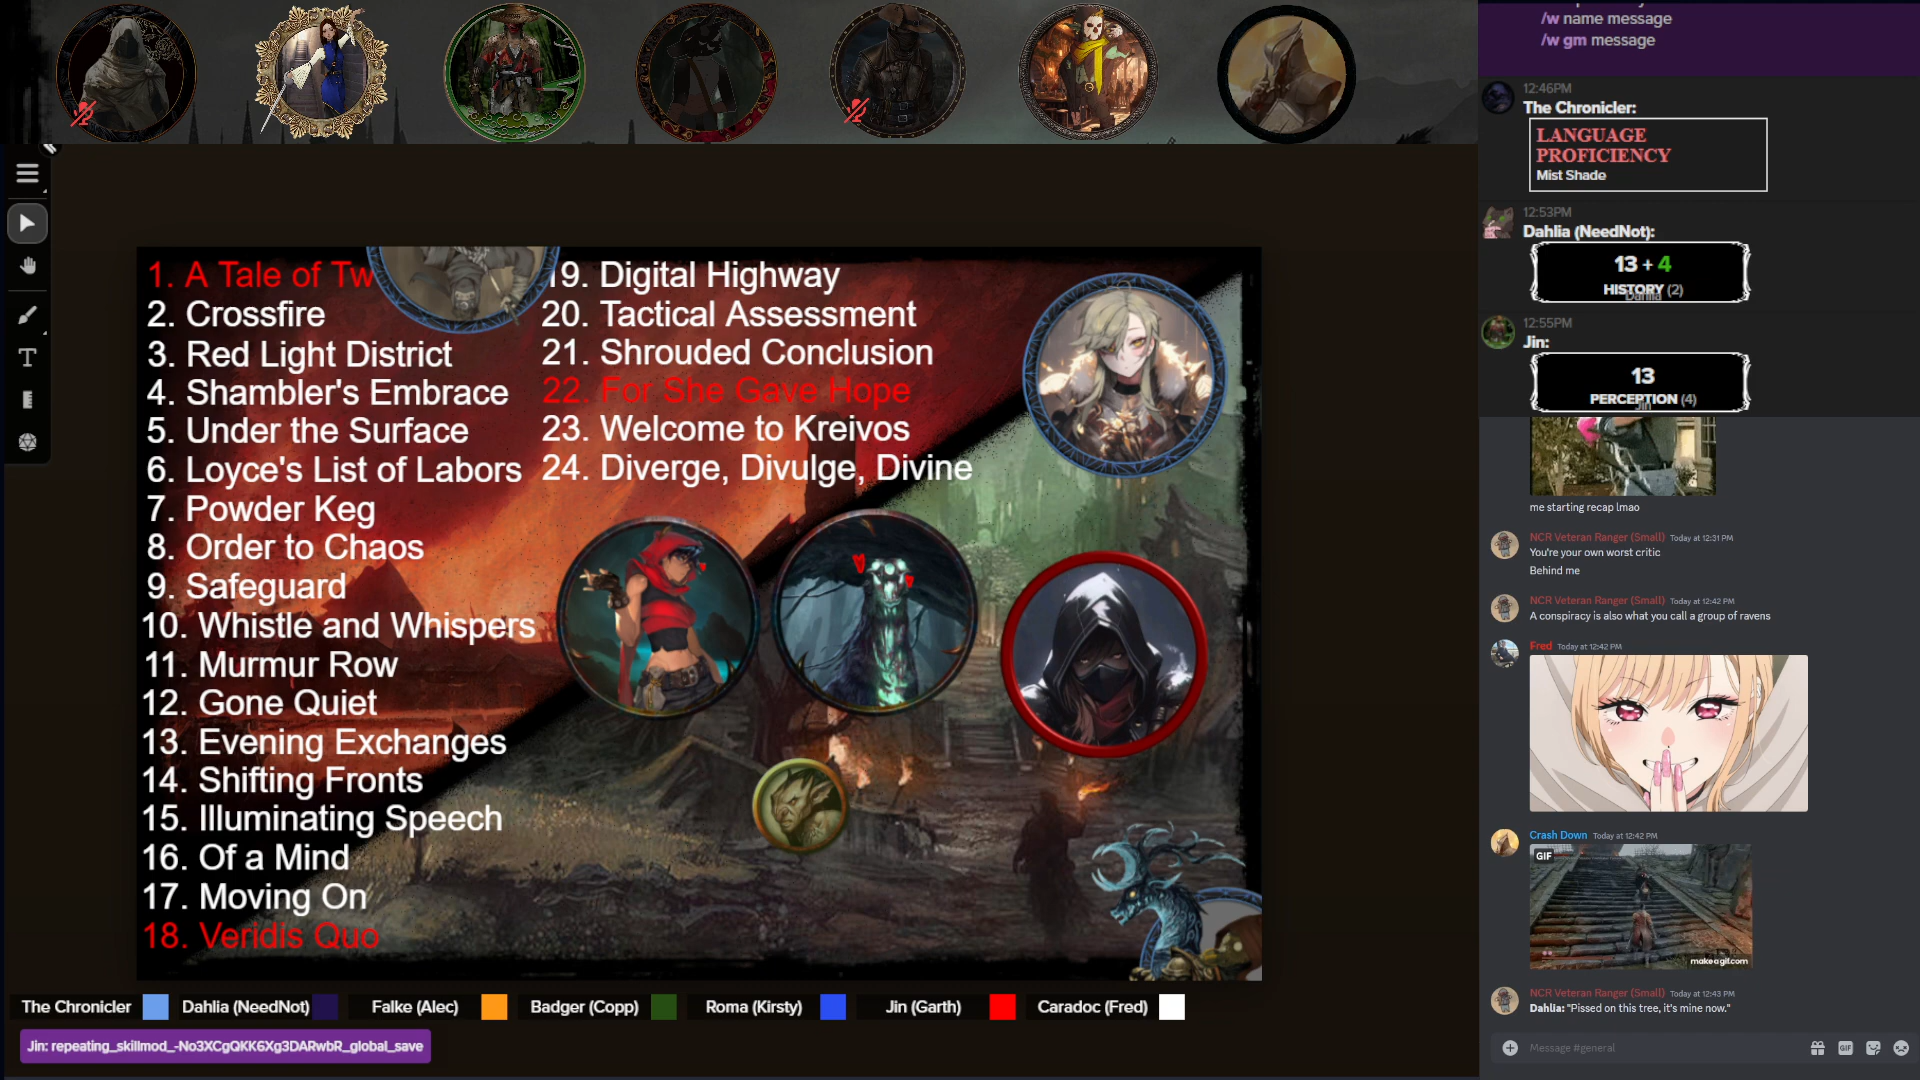 /w name message
/w gm message
12:46PM
The Chronicler:
LANGUAGE
PROFICIENCY
Mist Shade
12:53PM
Dahlia (NeedNot):
13 + 4
HISTORY (2)
Dahlia
12:55PM
Jin:
13
PERCEPTION (4)
Jin
1. A Tale of Tw
2. Crossfire
3. Red Light District
4. Shambler's Embrace
5. Under the Surface
6. Loyce's List of Labors
7. Powder Keg
8. Order to Chaos
9. Safeguard
10. Whistle and Whispers
11. Murmur Row
12. Gone Quiet
13. Evening Exchanges
14. Shifting Fronts
15. Illuminating Speech
16. Of a Mind
17. Moving On
18. Veridis Quo
19. Digital Highway
20. Tactical Assessment
21. Shrouded Conclusion
22. For She Gave Hope
23. Welcome to Kreivos
24. Diverge, Divulge, Divine
me starting recap lmao
NCR Veteran Ranger (Small) Today at 12:31 PM
You're your own worst critic
Behind me
NCR Veteran Ranger (Small) Today at 12:42 PM
A conspiracy is also what you call a group of ravens
Fred Today at 12:42 PM
Crash Down Today at 12:42 PM
GIF
makeagif.com
NCR Veteran Ranger (Small) Today at 12:43 PM
Dahlia: "Pissed on this tree, it's mine now."
Message #general
GIF
The Chronicler
Dahlia (NeedNot)
Falke (Alec)
Badger (Copp)
Roma (Kirsty)
Jin (Garth)
Caradoc (Fred)
Jin: repeating_skillmod_-No3XCgQKK6Xg3DARwbR_global_save